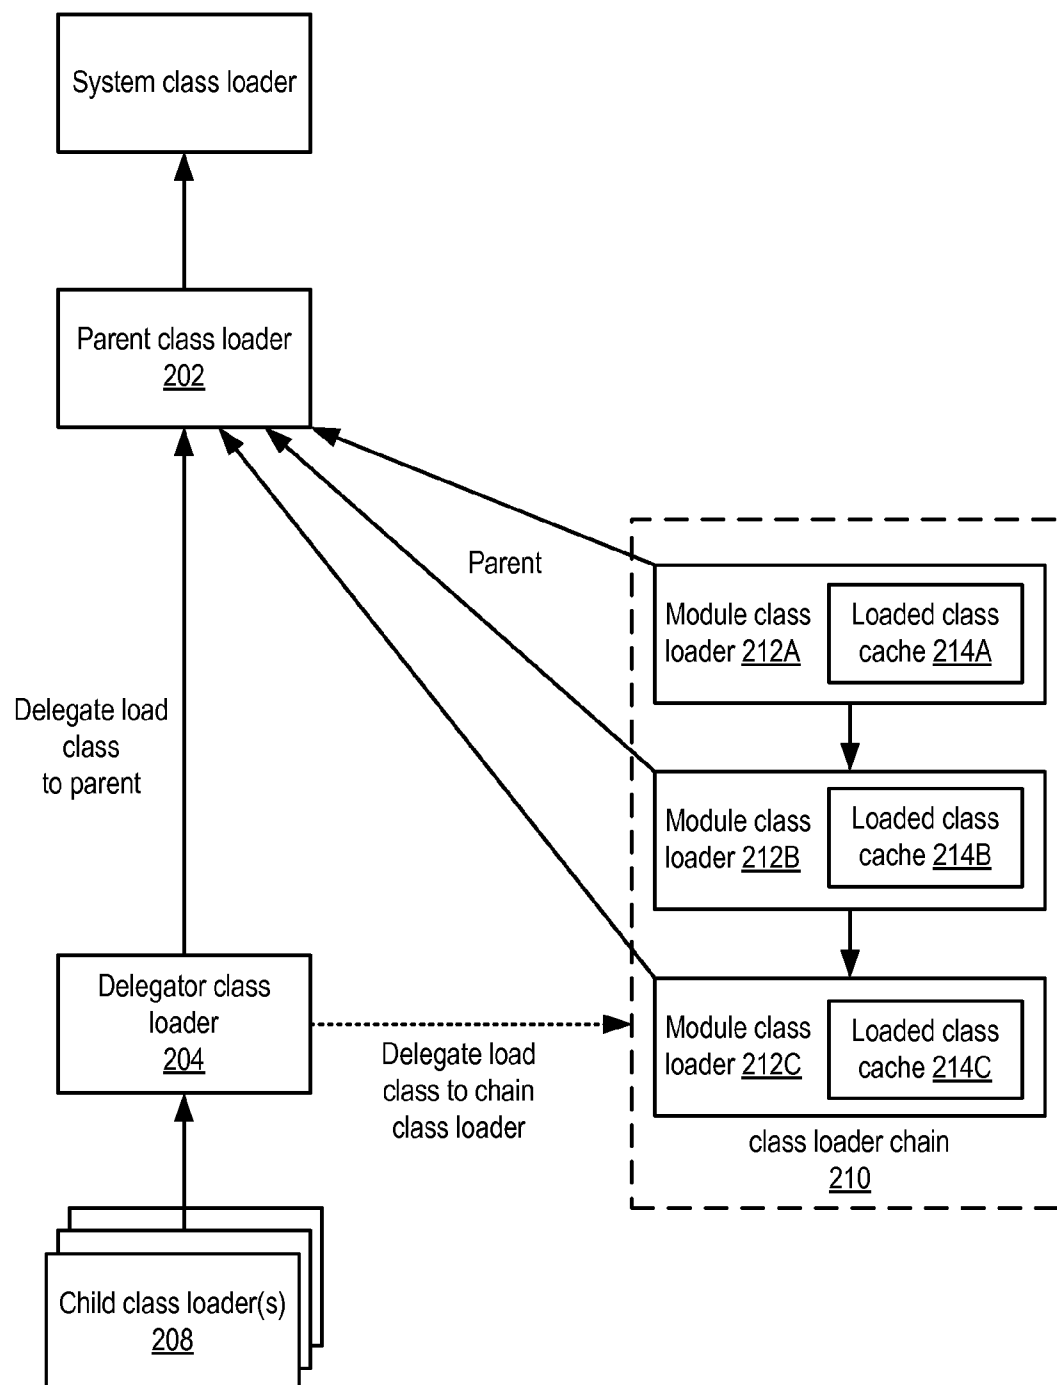 System class loader
Parent class loader
202
Parent
Module class
loader 212A
Loaded class
cache 214A
Delegate load
class
to parent
Module class
loader 212B
Loaded class
cache 214B
Delegator class
loader
204
Delegate load
class to chain
class loader
Module class
loader 212C
Loaded class
cache 214C
class loader chain
210
Child class loader(s)
208